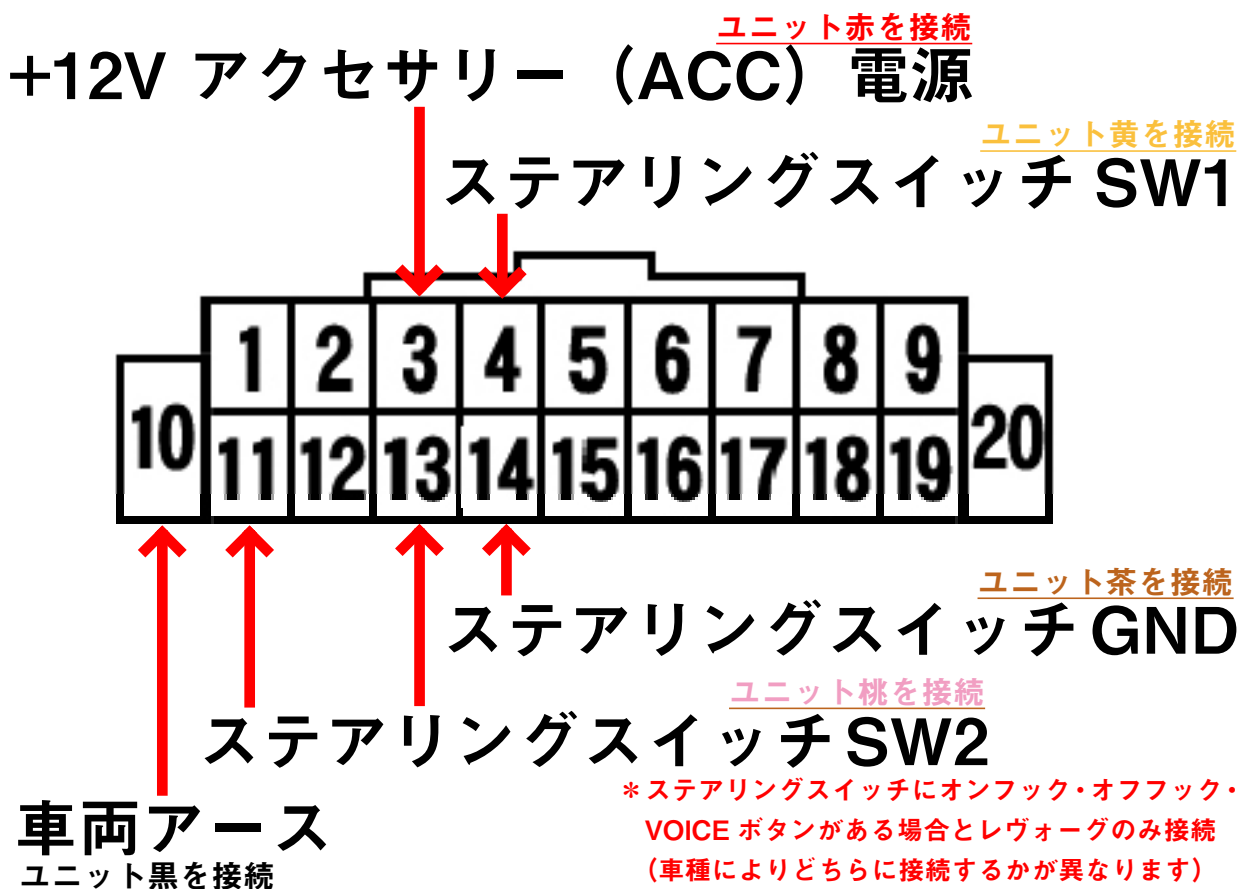 ユニット赤を接続
+12V アクセサリー（ACC）電源
ユニット黄を接続
ステアリングスイッチ SW1
1 2 3 4 5 6 7 8 9
10 20
11 12 13 14 15 16 17 18 19
ユニット茶を接続
ステアリングスイッチ GND
ユニット桃を接続
ステアリングスイッチ SW2
車両アース
ユニット黒を接続
＊ステアリングスイッチにオンフック・オフフック・
VOICE ボタンがある場合とレヴォーグのみ接続
（車種によりどちらに接続するかが異なります）